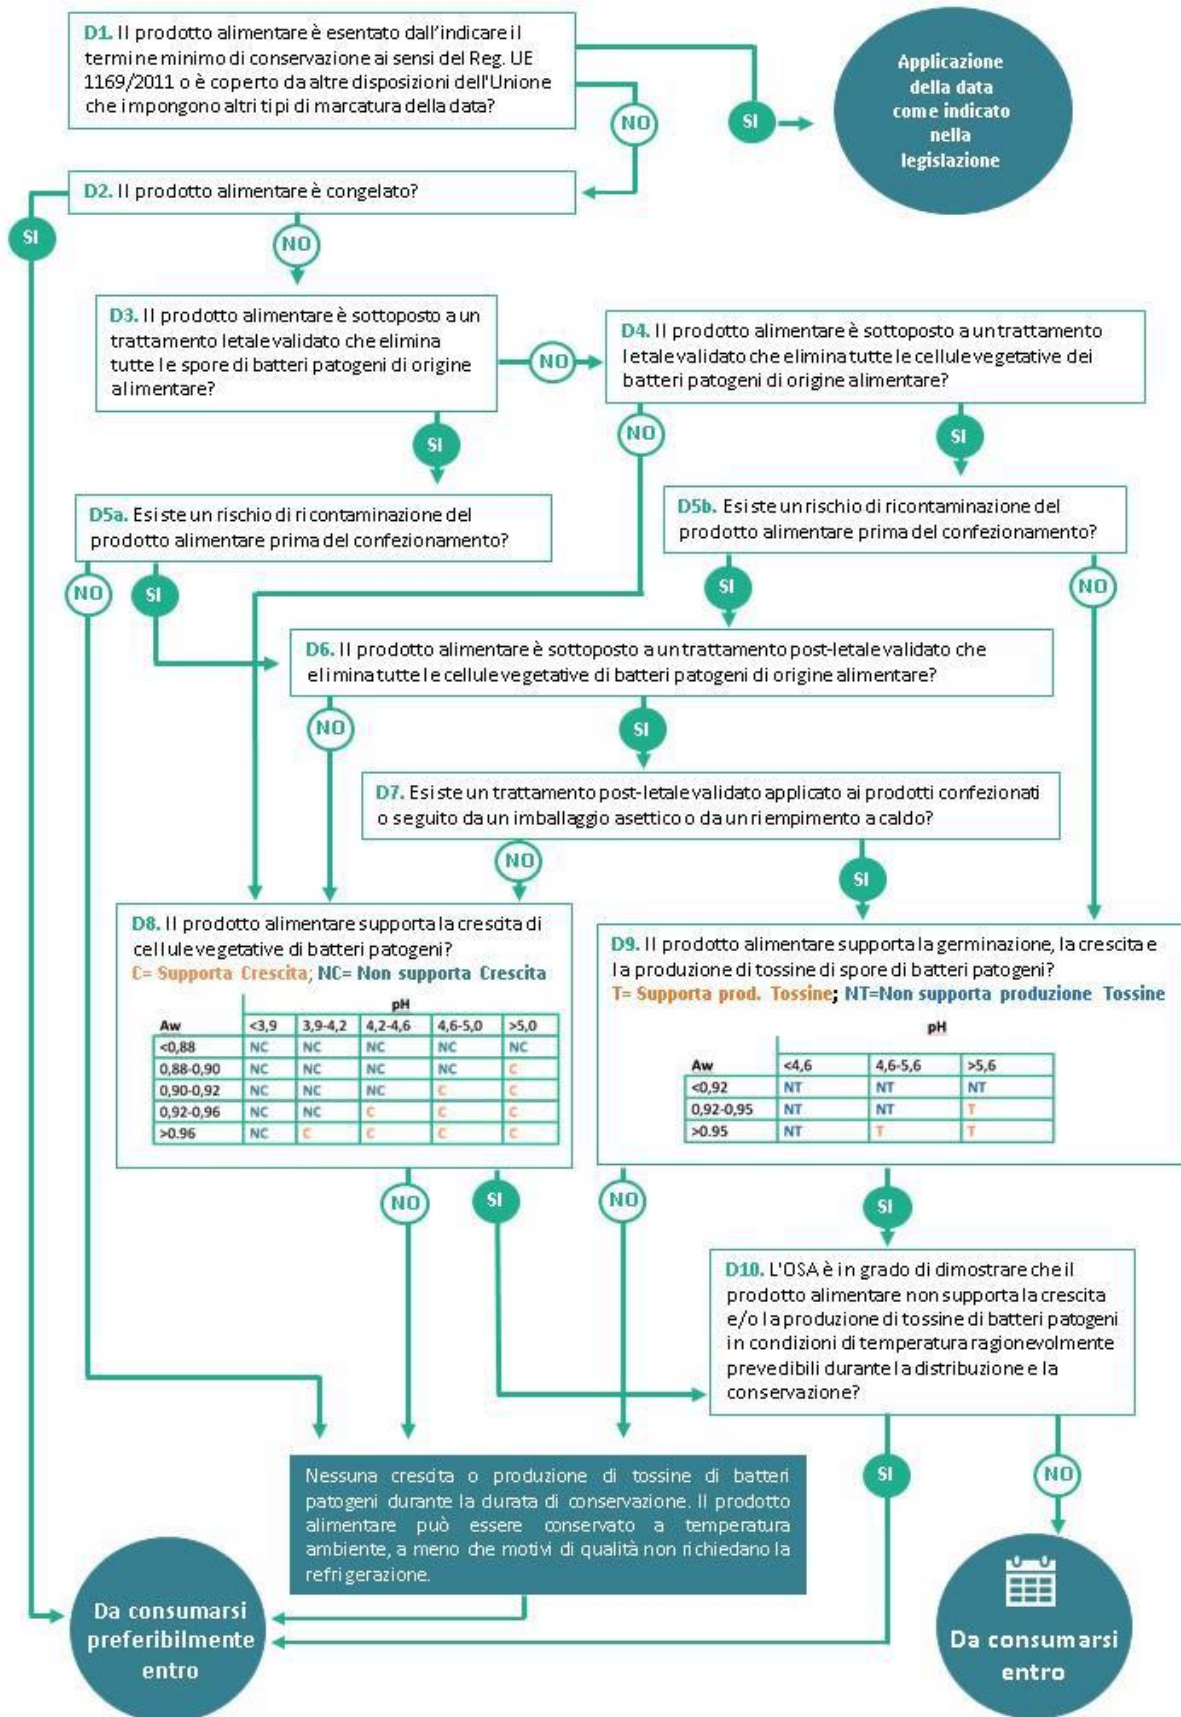 D1. Il prodotto alimentare è esentato dall'indicare il
termine minimo di conservazione ai sensi del Reg. UE
1169/2011 o è coperto da altre disposizioni dell'Unione
che impongono altri tipi di marcatura della data?
Applicazione
della data
come indicato
nella
legislazione
NO
SI
D2. Il prodotto alimentare è congelato?
SI
NO
D3. Il prodotto alimentare è sottoposto a un
trattamento letale validato che elimina
tutte le spore di batteri patogeni di origine
alimentare?
NO
D4. Il prodotto alimentare è sottoposto a un trattamento
letale validato che elimina tutte le cellule vegetative dei
batteri patogeni di origine alimentare?
SI
NO
SI
D5a. Esiste un rischio di ricontaminazione del
prodotto alimentare prima del confezionamento?
D5b. Esiste un rischio di ricontaminazione del
prodotto alimentare prima del confezionamento?
NO
SI
SI
NO
D6. Il prodotto alimentare è sottoposto a un trattamento post-letale validato che
elimina tutte le cellule vegetative di batteri patogeni di origine alimentare?
NO
SI
D7. Esiste un trattamento post-letale validato applicato ai prodotti confezionati
o seguito da un imballaggio asettico o da un riempimento a caldo?
NO
SI
D8. Il prodotto alimentare supporta la crescita di
cellule vegetative di batteri patogeni?
C= Supporta Crescita; NC= Non supporta Crescita
pH
Aw <3,9 3,9-4,2 4,2-4,6 4,6-5,0 >5,0
<0,88 NC NC NC NC NC
0,88-0,90 NC NC NC NC C
0,90-0,92 NC NC NC C C
0,92-0,96 NC NC C C C
>0.96 NC C C C C
D9. Il prodotto alimentare supporta la germinazione, la crescita e
la produzione di tossine di spore di batteri patogeni?
T= Supporta prod. Tossine; NT=Non supporta produzione Tossine
pH
Aw <4,6 4,6-5,6 >5,6
<0,92 NT NT NT
0,92-0,95 NT NT T
>0.95 NT T T
NO
SI
NO
SI
D10. L'OSA è in grado di dimostrare che il
prodotto alimentare non supporta la crescita
e/o la produzione di tossine di batteri patogeni
in condizioni di temperatura ragionevolmente
prevedibili durante la distribuzione e la
conservazione?
SI
NO
Nessuna crescita o produzione di tossine di batteri
patogeni durante la durata di conservazione. Il prodotto
alimentare può essere conservato a temperatura
ambiente, a meno che motivi di qualità non richiedano la
refrigerazione.
Da consumarsi
preferibilmente
entro
Da consumarsi
entro